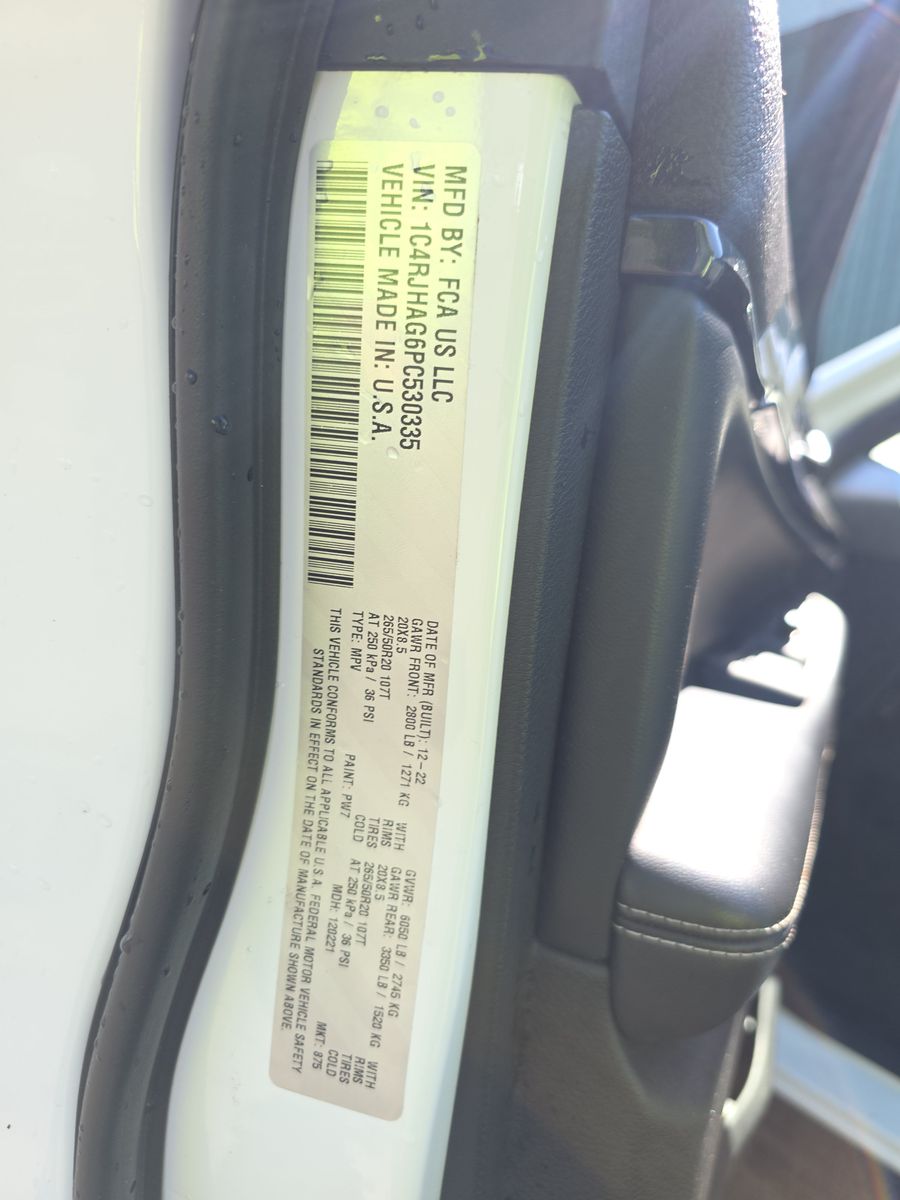 MFD BY: FCA US LLC
VIN: 1C4RJHAG6PC530335
VEHICLE MADE IN: U.S.A.
DATE OF MFR (BUILT): 12-22 GVWR: 6050 LB / 2745 KG
GAWR FRONT: 2800 LB / 1271 KG WITH GAWR REAR: 3350 LB / 1520 KG WITH
20X8.5 RIMS 20X8.5 RIMS
265/50R20 107T TIRES 265/50R20 107T TIRES
AT 250 kPa / 36 PSI COLD AT 250 kPa / 36 PSI COLD
TYPE: MPV PAINT: PW7 MDH: 120221 MKT: 875
THIS VEHICLE CONFORMS TO ALL APPLICABLE U.S.A. FEDERAL MOTOR VEHICLE SAFETY
STANDARDS IN EFFECT ON THE DATE OF MANUFACTURE SHOWN ABOVE.